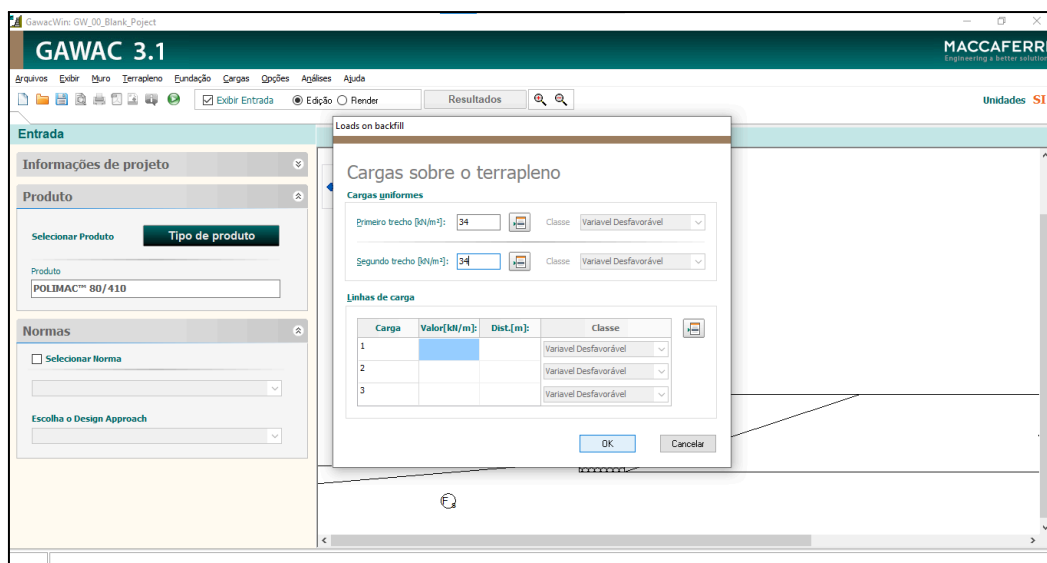 GawacWin: GW_00_Blank_Poject
GAWAC 3.1
MACCAFERRI
Engineering a better solution
Arquivos Exibir Muro Terrapleno Fundação Cargas Opções Análises Ajuda
Exibir Entrada Edição Render Resultados Unidades SI
Entrada
Informações de projeto
Produto
Selecionar Produto Tipo de produto
Produto
POLIMAC™ 80/410
Normas
Selecionar Norma
Escolha o Design Approach
Loads on backfill
Cargas sobre o terrapleno
Cargas uniformes
Primeiro trecho [kN/m²]: 34 Classe Variavel Desfavorável
Segundo trecho [kN/m²]: 34 Classe Variavel Desfavorável
Linhas de carga
Carga Valor[kN/m]: Dist.[m]: Classe
1 Variavel Desfavorável
2 Variavel Desfavorável
3 Variavel Desfavorável
OK Cancelar
Fs